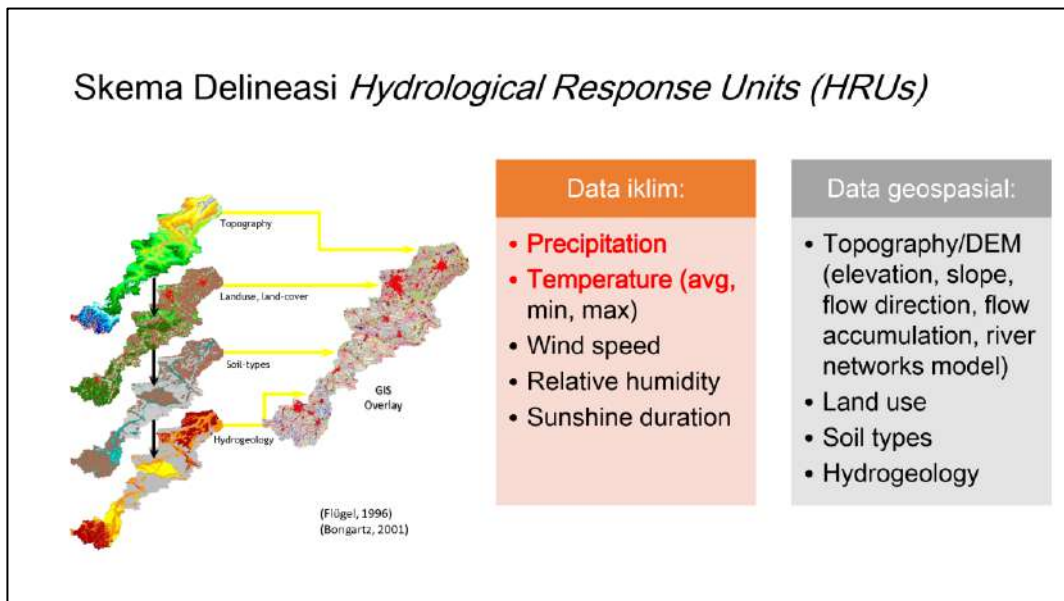 Skema Delineasi Hydrological Response Units (HRUs)
Topography
Landuse, land-cover
Soil-types
Hydrogeology
GIS
Overlay
(Flügel, 1996)
(Bongartz, 2001)
Data iklim:
• Precipitation
• Temperature (avg,
min, max)
• Wind speed
• Relative humidity
• Sunshine duration
Data geospasial:
• Topography/DEM
(elevation, slope,
flow direction, flow
accumulation, river
networks model)
• Land use
• Soil types
• Hydrogeology